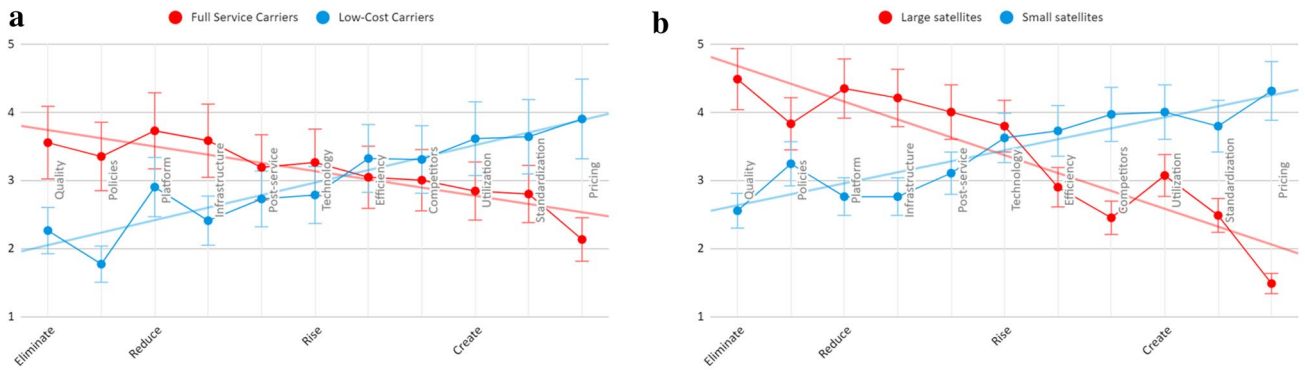 a
Full Service Carriers
Low-Cost Carriers
5
4
3
2
1
Quality
Policies
Platform
Infrastructure
Post-service
Technology
Efficiency
Competitors
Utilization
Standardization
Pricing
Eliminate
Reduce
Rise
Create
b
Large satellites
Small satellites
5
4
3
2
1
Quality
Policies
Platform
Infrastructure
Post-service
Technology
Efficiency
Competitors
Utilization
Standardization
Pricing
Eliminate
Reduce
Rise
Create